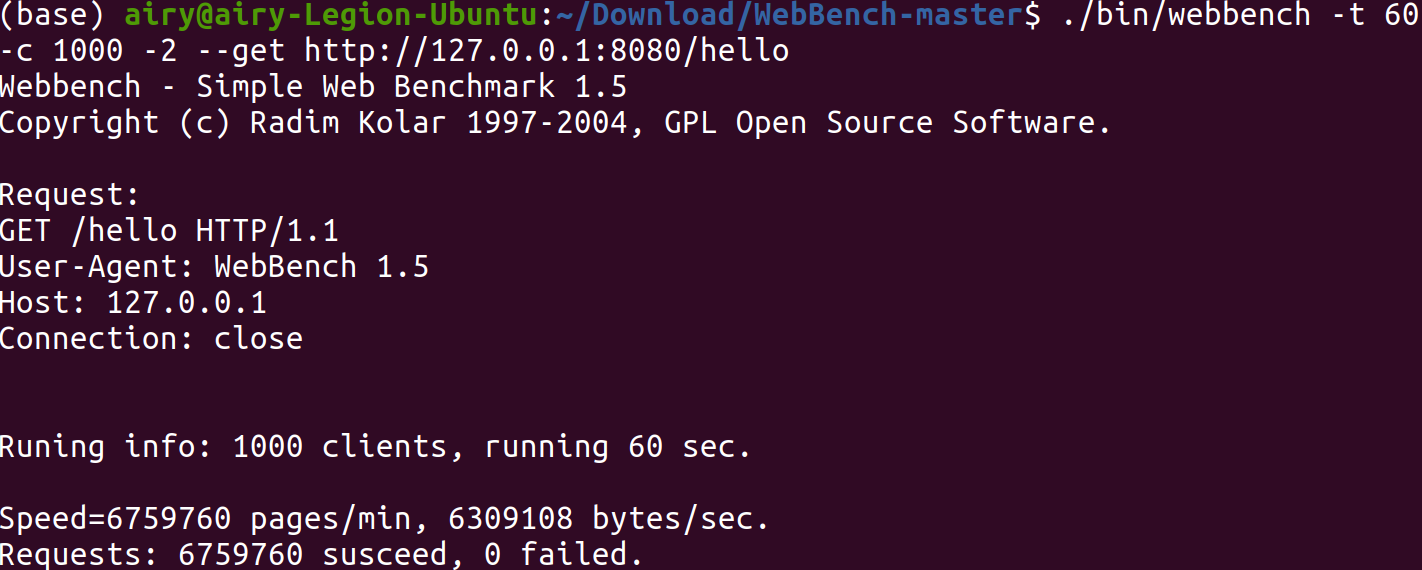 (base) airy@airy-Legion-Ubuntu:~/Download/WebBench-master$ ./bin/webbench -t 60
-c 1000 -2 --get http://127.0.0.1:8080/hello
Webbench - Simple Web Benchmark 1.5
Copyright (c) Radim Kolar 1997-2004, GPL Open Source Software.
Request:
GET /hello HTTP/1.1
User-Agent: WebBench 1.5
Host: 127.0.0.1
Connection: close
Runing info: 1000 clients, running 60 sec.
Speed=6759760 pages/min, 6309108 bytes/sec.
Requests: 6759760 susceed, 0 failed.